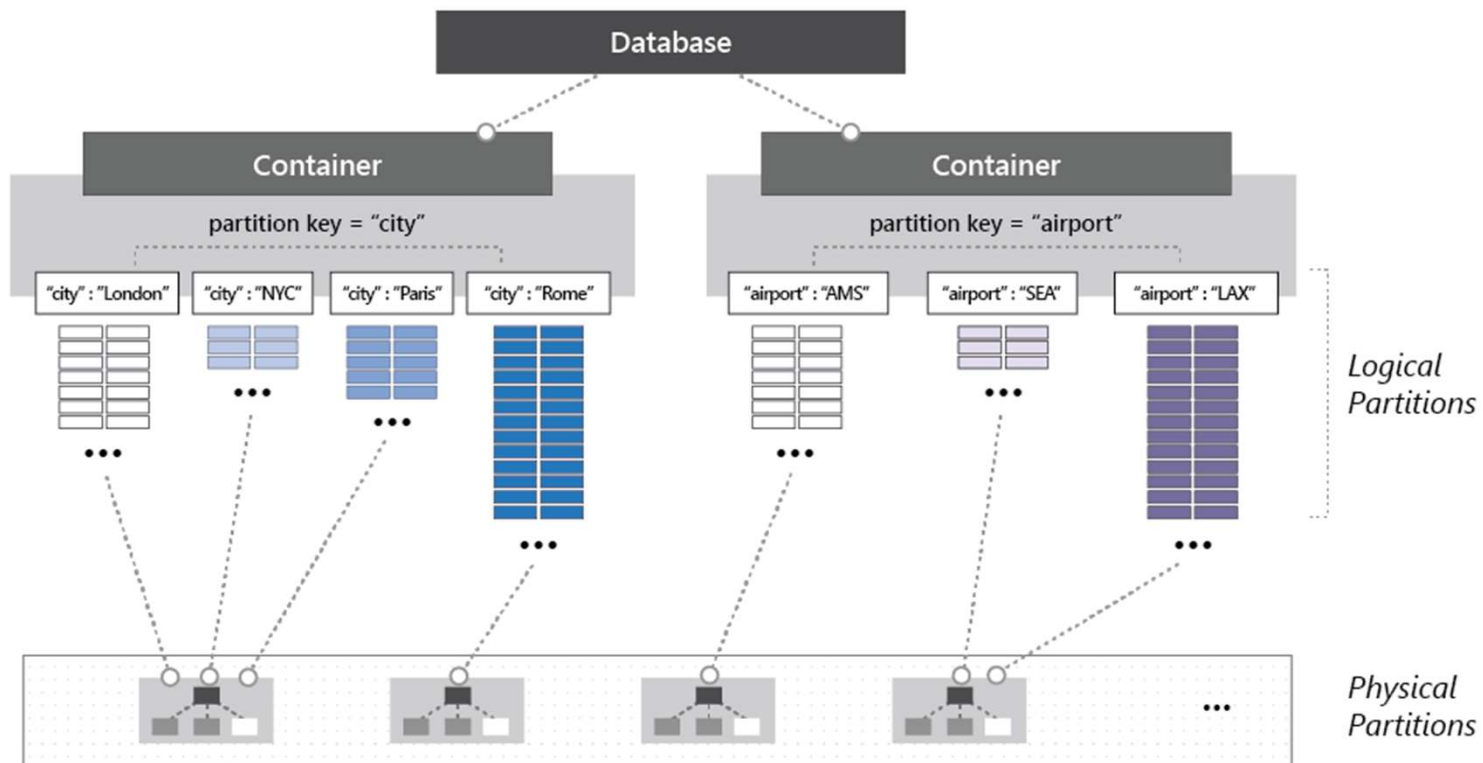 Database
Container
Container
partition key = “city”
partition key = “airport”
“city” : “London”
“city” : “NYC”
“city” : “Paris”
“city” : “Rome”
“airport” : “AMS”
“airport” : “SEA”
“airport” : “LAX”
Logical
Partitions
Physical
Partitions